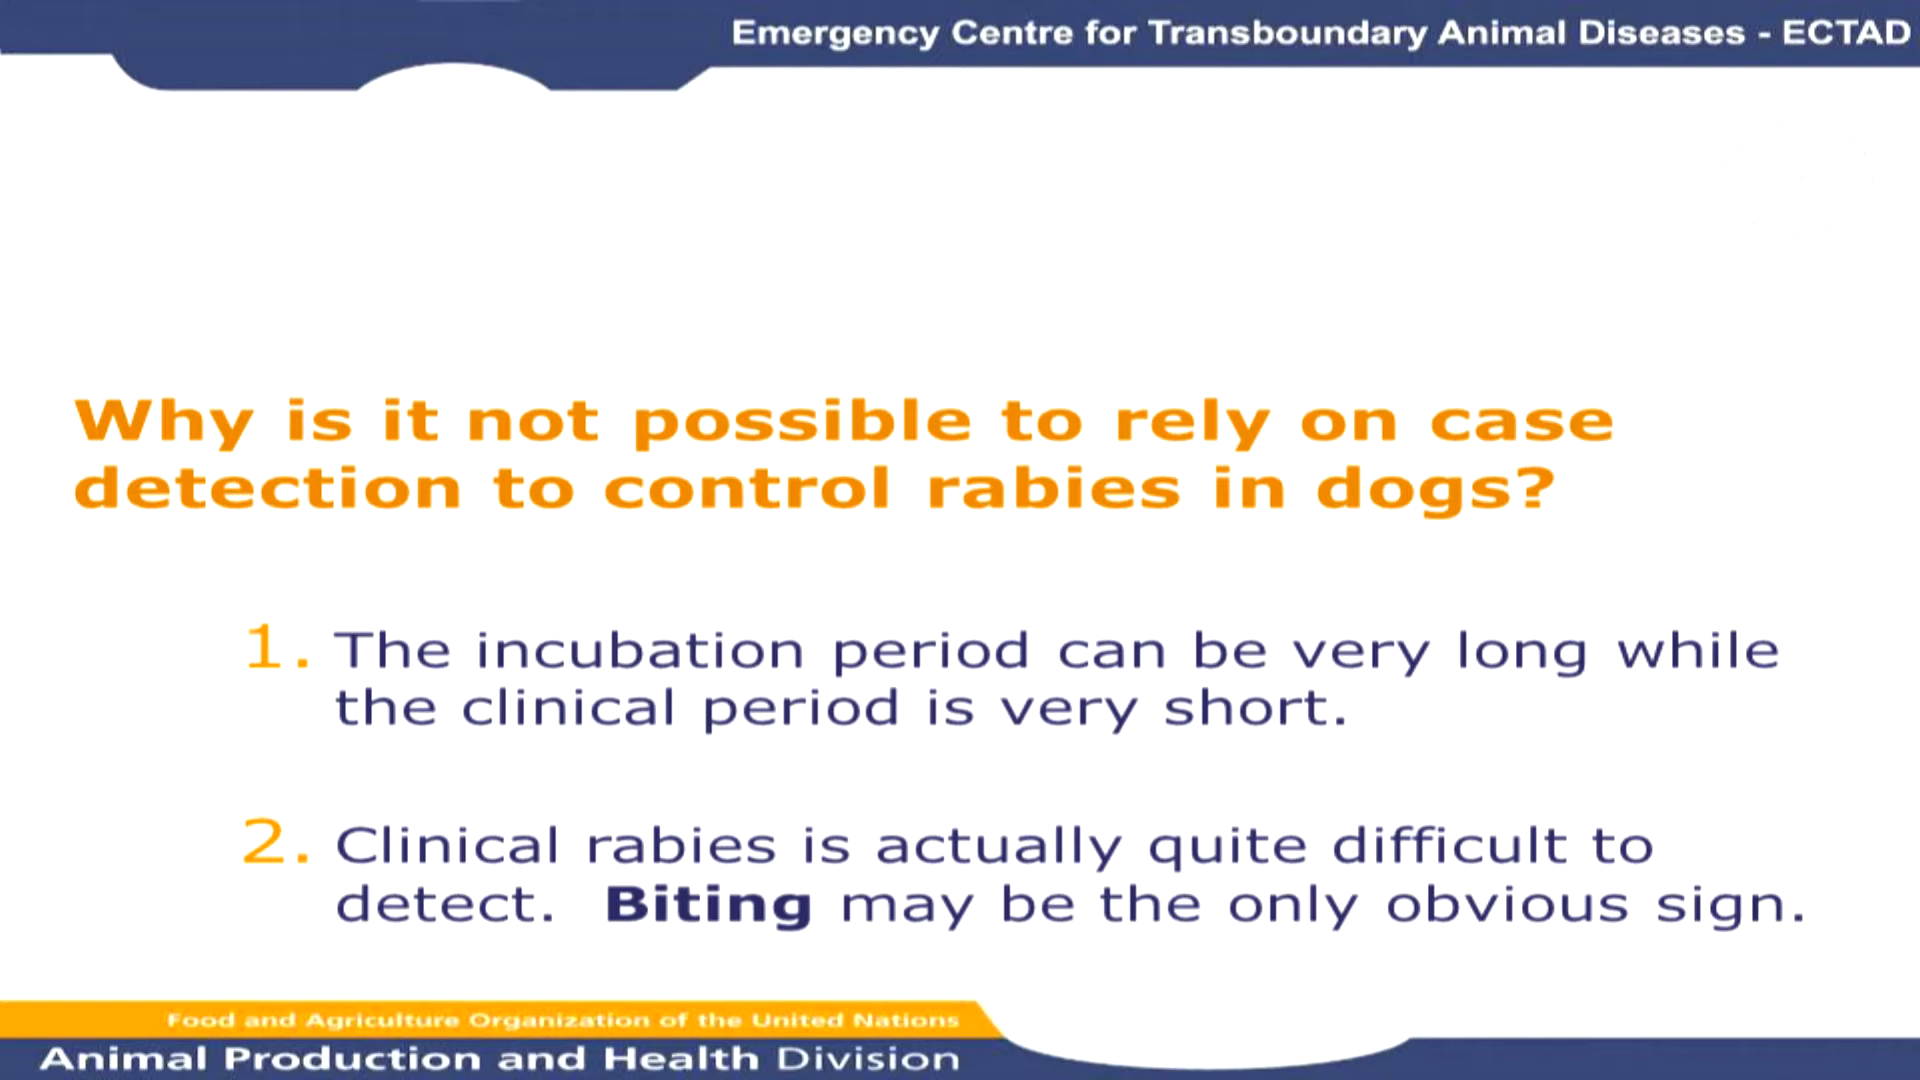 Emergency Centre for Transboundary Animal Diseases - ECTAD
Why is it not possible to rely on case
detection to control rabies in dogs?
1. The incubation period can be very long while
the clinical period is very short.
2. Clinical rabies is actually quite difficult to
detect. Biting may be the only obvious sign.
Food and Agriculture Organization of the United Nations
Animal Production and Health Division